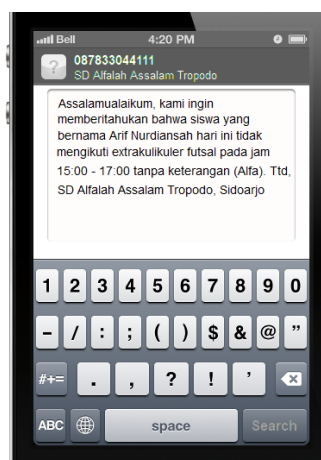 Bell 4:20 PM
087833044111
SD Alfalah Assalam Tropodo
Assalamualaikum, kami ingin
memberitahukan bahwa siswa yang
bernama Arif Nurdiansah hari ini tidak
mengikuti extrakulikuler futsal pada jam
15:00 - 17:00 tanpa keterangan (Alfa). Ttd,
SD Alfalah Assalam Tropodo, Sidoarjo
1 2 3 4 5 6 7 8 9 0
- / : ; ( ) $ & @ ”
#+= . , ? ! ’
ABC space Search